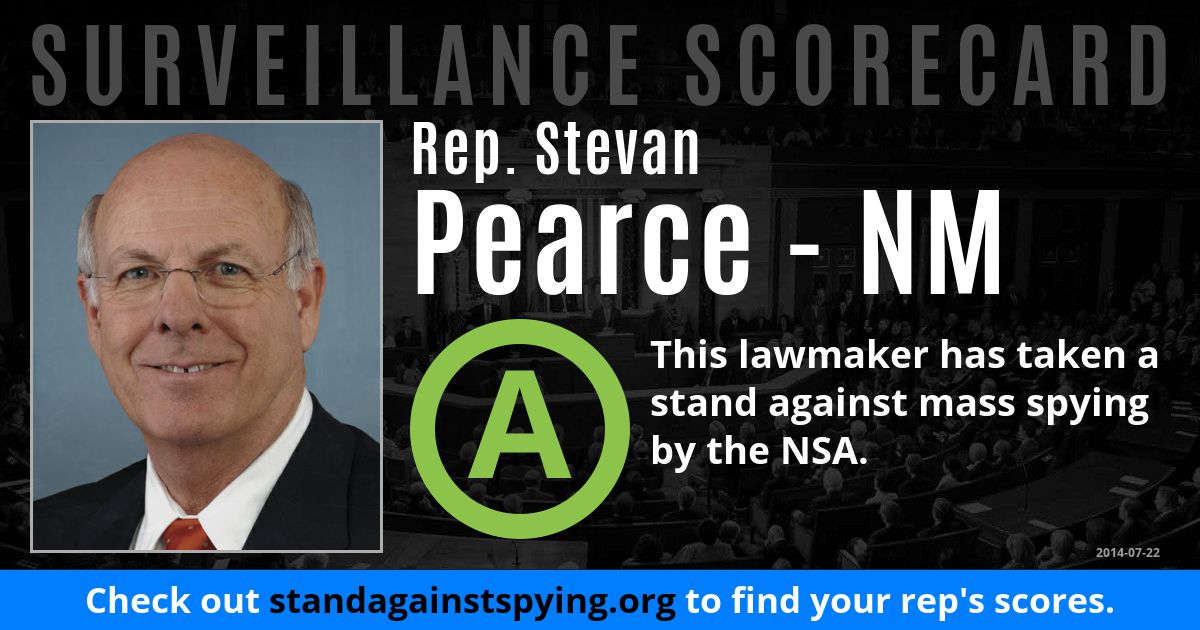 SURVEILLANCE SCORECARD
Rep. Stevan
Pearce - NM
A
This lawmaker has taken a
stand against mass spying
by the NSA.
2014-07-22
Check out standagainstspying.org to find your rep's scores.